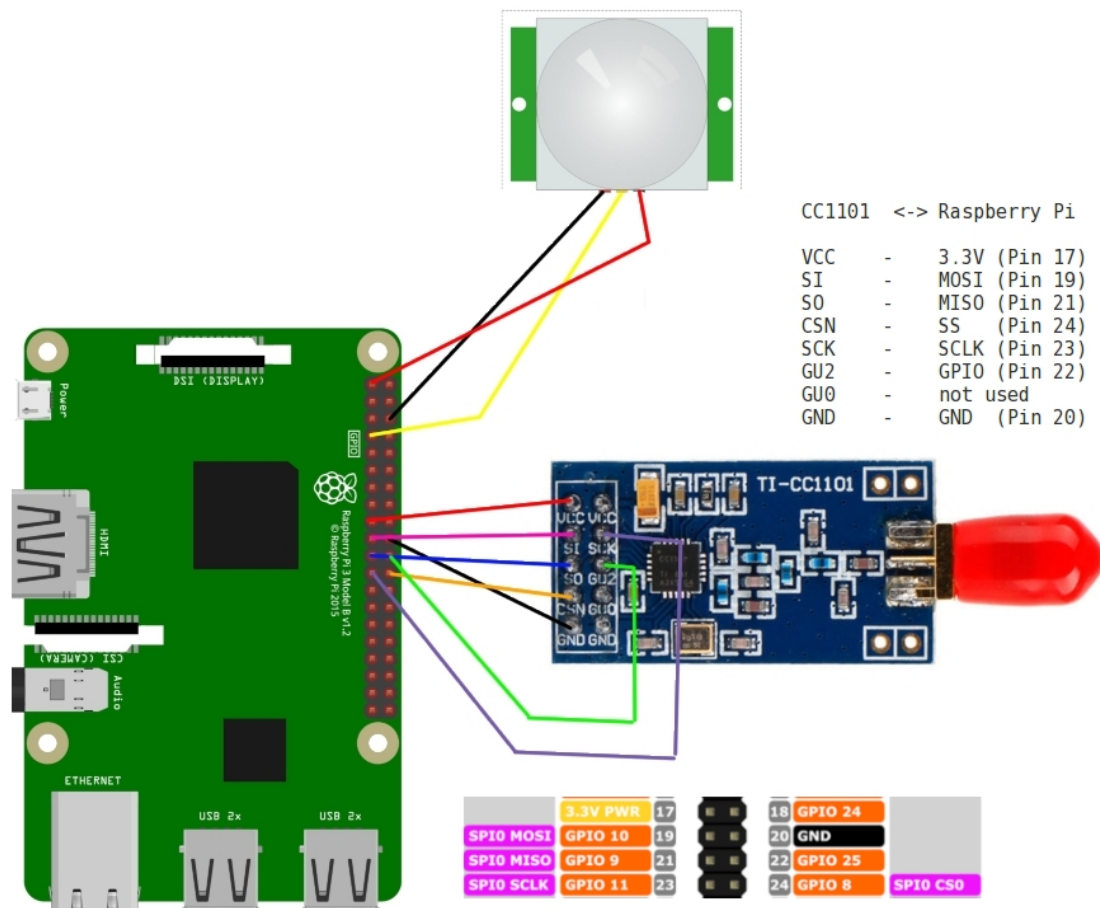 CC1101 <-> Raspberry Pi
VCC - 3.3V (Pin 17)
SI - MOSI (Pin 19)
SO - MISO (Pin 21)
CSN - SS (Pin 24)
SCK - SCLK (Pin 23)
GU2 - GPIO (Pin 22)
GU0 - not used
GND - GND (Pin 20)
DSI (DISPLAY)
Power
GPIO
HDMI
Raspberry Pi 3 Model B v1.2
© Raspberry Pi 2015
CSI (CAMERA)
Audio
ETHERNET
USB 2x
USB 2x
TI-CC1101
VCC VCC
SI SCK
SO GU2
CSN GUO
GND GND
3.3V PWR 17 18 GPIO 24
SPI0 MOSI GPIO 10 19 20 GND
SPI0 MISO GPIO 9 21 22 GPIO 25
SPI0 SCLK GPIO 11 23 24 GPIO 8 SPI0 CS0